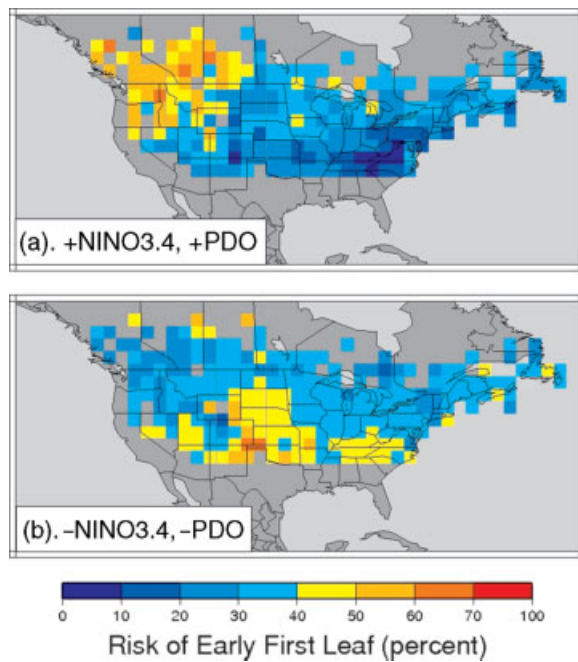 (a). +NINO3.4, +PDO
(b). –NINO3.4, –PDO
0 10 20 30 40 50 60 70 100
Risk of Early First Leaf (percent)